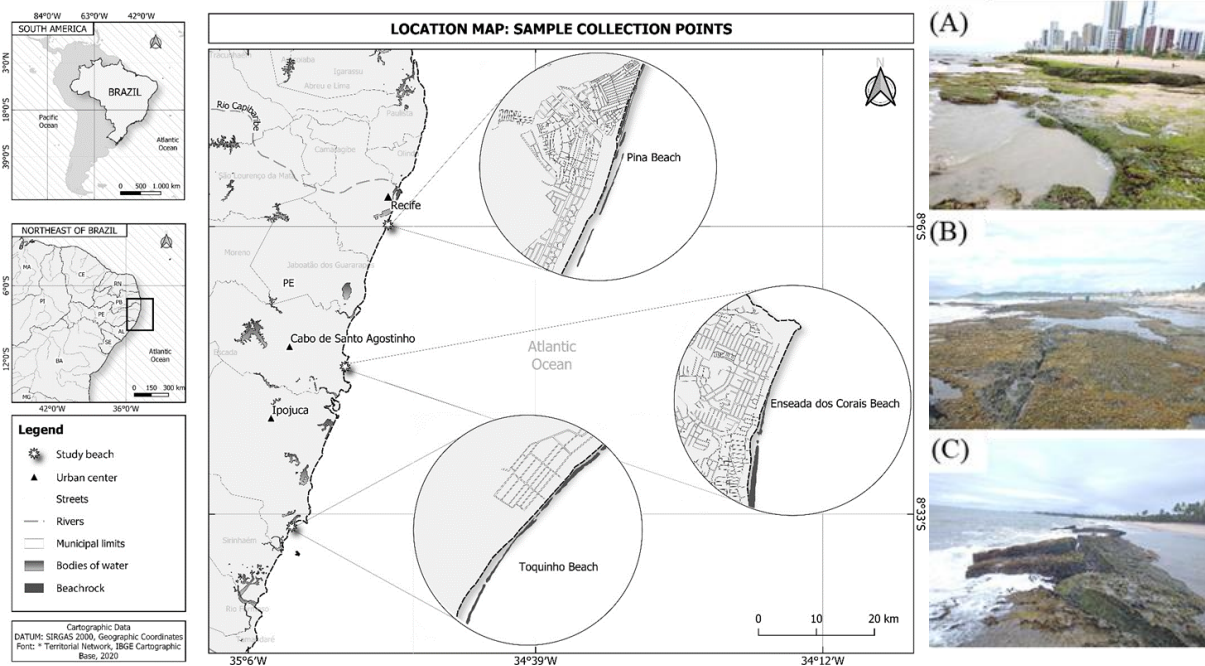 84°0'W 63°0'W 42°0'W
SOUTH AMERICA
3°0'N
18°0'S
39°0'S
BRAZIL
Pacific
Ocean
Atlantic
Ocean
0 500 1.000 km
NORTHEAST OF BRAZIL
6°0'S
12°0'S
MA
CE
RN
PB
PI
PE
AL
SE
BA
MG
Atlantic
Ocean
0 150 300 km
42°0'W 36°0'W
Legend
Study beach
Urban center
Streets
Rivers
Municipal limits
Bodies of water
Beachrock
Cartographic Data
DATUM: SIRGAS 2000, Geographic Coordinates
Font: * Territorial Network, IBGE Cartographic
Base, 2020
LOCATION MAP: SAMPLE COLLECTION POINTS
Igarassu
Abreu e Lima
Paulista
Rio Capibaribe
Camaragibe
Olinda
São Lourenço da Mata
Recife
Moreno
Jaboatão dos Guararapes
PE
Cabo de Santo Agostinho
Escada
Ipojuca
Sirinhaém
Rio Formoso
Tamandaré
Atlantic
Ocean
N
Pina Beach
Enseada dos Corais Beach
Toquinho Beach
0 10 20 km
8°6'S
8°33'S
35°6'W 34°39'W 34°12'W
(A)
(B)
(C)